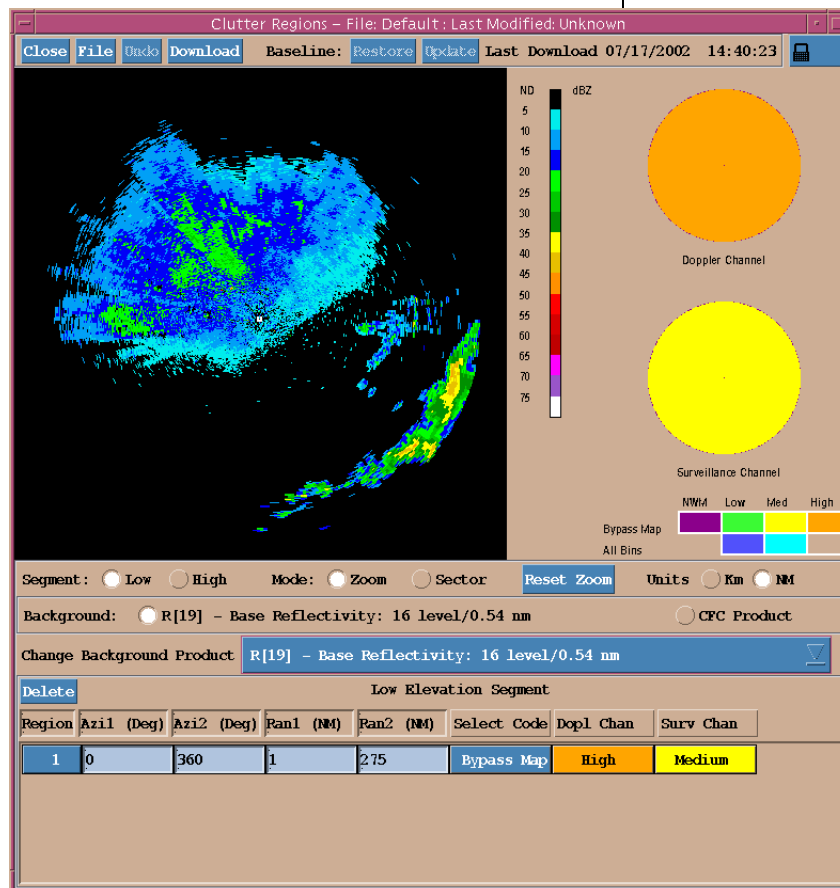 Clutter Regions – File: Default : Last Modified: Unknown
Close File Undo Download Baseline: Restore Update Last Download 07/17/2002 14:40:23
ND dBZ
5
10
15
20
25
30
35
40
45
50
55
60
65
70
75
Doppler Channel
Surveillance Channel
NWM Low Med High
Bypass Map
All Bins
Segment: Low High Mode: Zoom Sector Reset Zoom Units Km NM
Background: R[19] – Base Reflectivity: 16 level/0.54 nm CFC Product
Change Background Product R[19] – Base Reflectivity: 16 level/0.54 nm
Delete Low Elevation Segment
Region Azi1 (Deg) Azi2 (Deg) Ran1 (NM) Ran2 (NM) Select Code Dopl Chan Surv Chan
1 0 360 1 275 Bypass Map High Medium